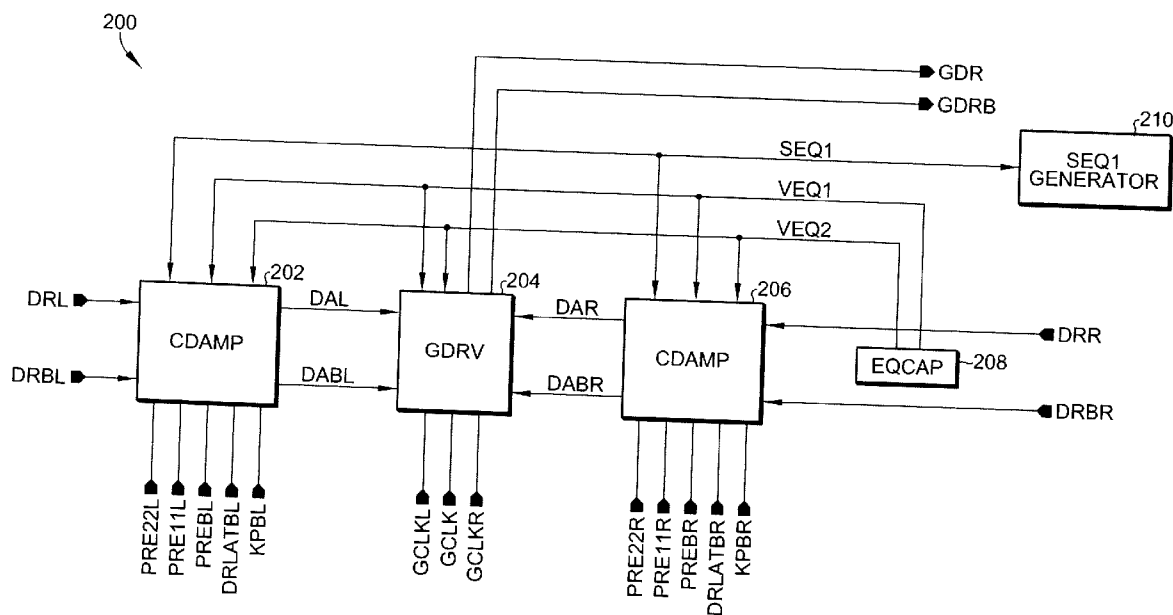 200
GDR
GDRB
210
SEQ1
GENERATOR
SEQ1
VEQ1
VEQ2
202
204
206
DRL
DAL
DAR
DRR
CDAMP
GDRV
CDAMP
EQCAP
208
DRBL
DABL
DABR
DRBR
PRE22L
PRE11L
PREBL
DRLATBL
KPBL
GCLKL
GCLK
GCLKR
PRE22R
PRE11R
PREBR
DRLATBR
KPBR